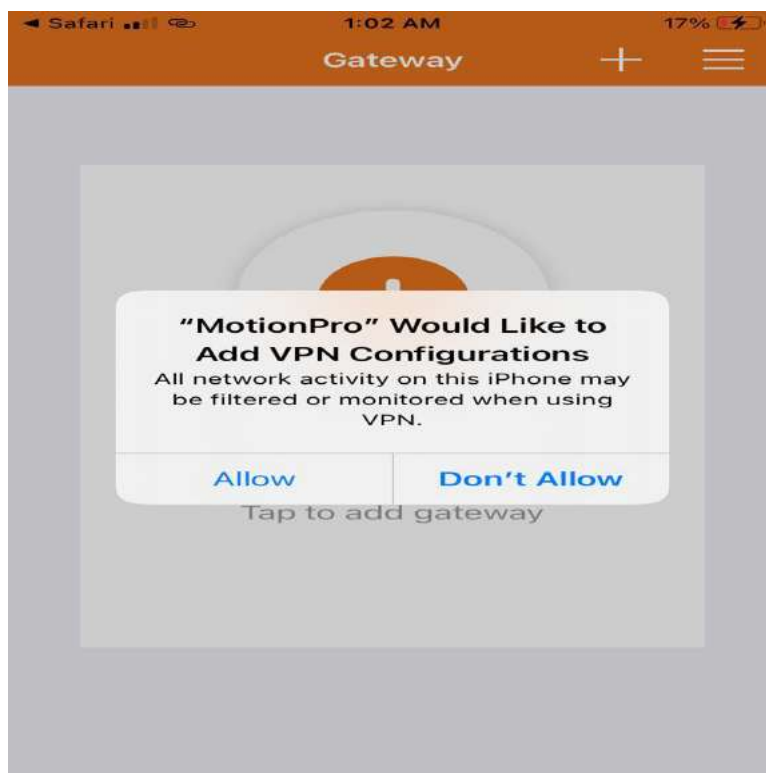 ◄ Safari 1:02 AM 17%
Gateway
“MotionPro” Would Like to
Add VPN Configurations
All network activity on this iPhone may
be filtered or monitored when using
VPN.
Allow Don’t Allow
Tap to add gateway